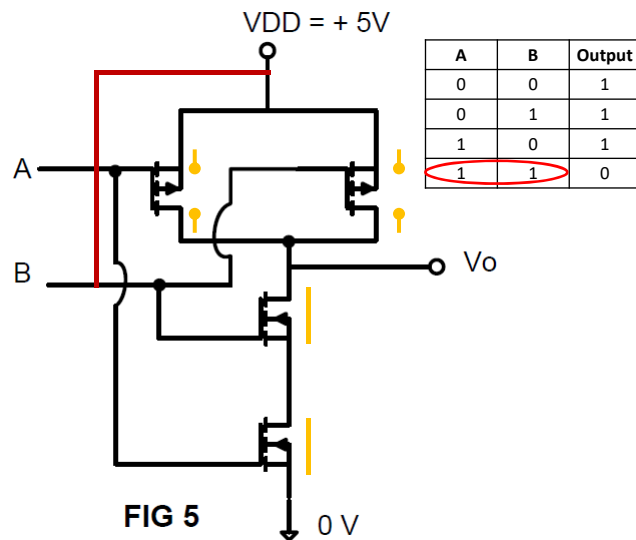 VDD = + 5V
A B Output
0 0 1
0 1 1
1 0 1
1 1 0
A
B
Vo
FIG 5
0 V